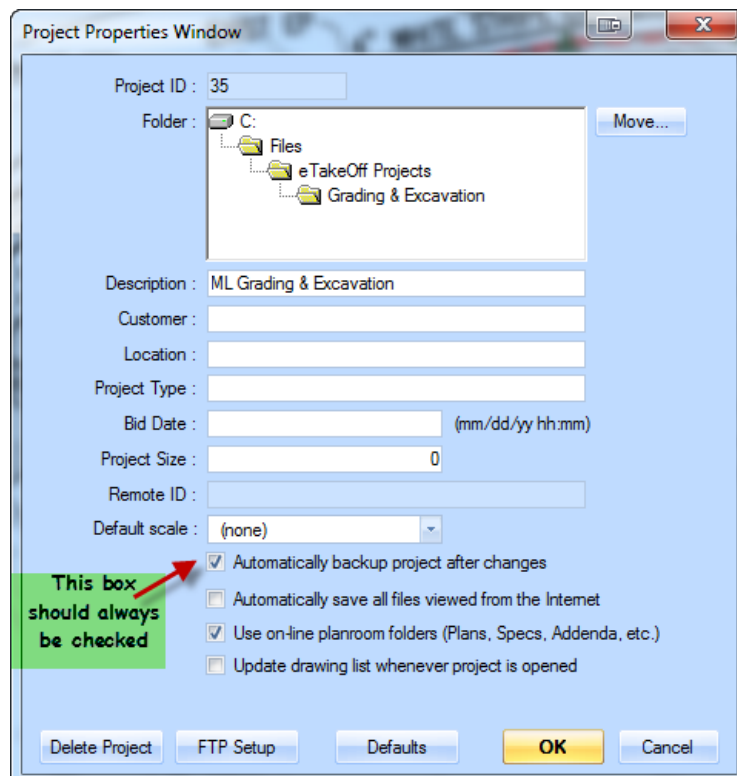 Project Properties Window
Project ID : 35
Folder : C:
Move...
Files
eTakeOff Projects
Grading & Excavation
Description : ML Grading & Excavation
Customer :
Location :
Project Type :
Bid Date : (mm/dd/yy hh:mm)
Project Size : 0
Remote ID :
Default scale : (none)
Automatically backup project after changes
This box
should always
be checked
Automatically save all files viewed from the Internet
Use on-line planroom folders (Plans, Specs, Addenda, etc.)
Update drawing list whenever project is opened
Delete Project FTP Setup Defaults OK Cancel